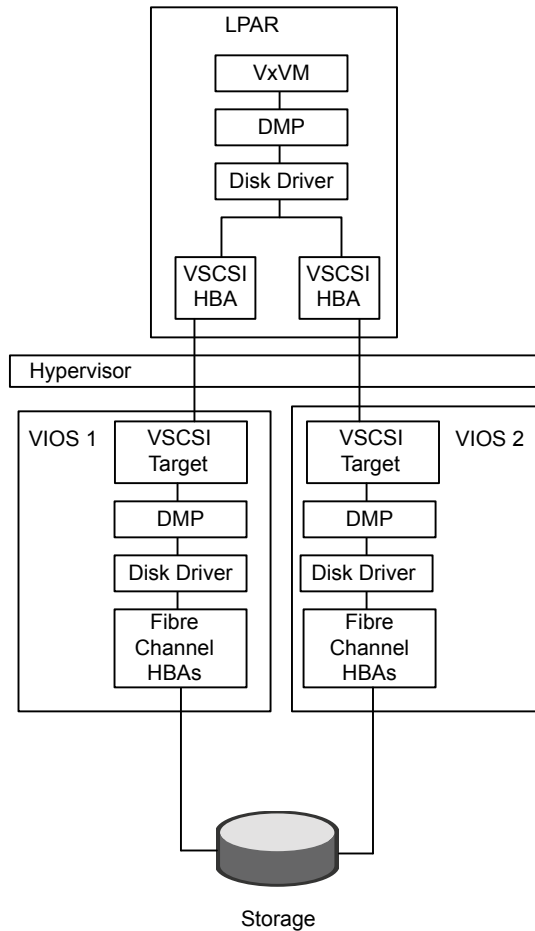 LPAR
VxVM
DMP
Disk Driver
VSCSI
HBA
VSCSI
HBA
Hypervisor
VIOS 1
VSCSI
Target
DMP
Disk Driver
Fibre
Channel
HBAs
VSCSI
Target
VIOS 2
DMP
Disk Driver
Fibre
Channel
HBAs
Storage